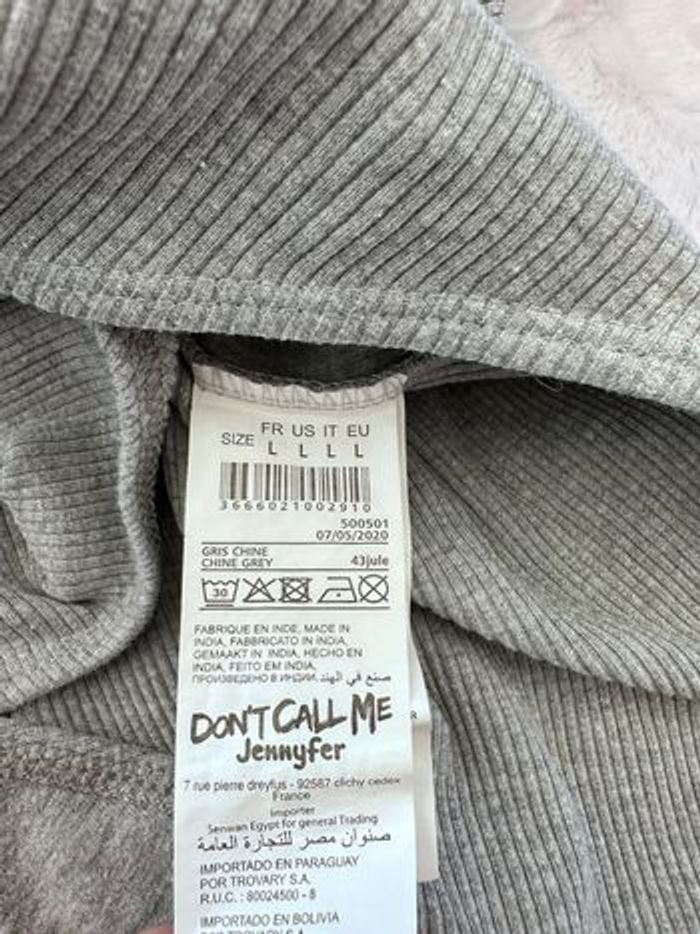 FR US IT EU
SIZE L L L L
3666021002910
500501
07/05/2020
GRIS CHINE
CHINE GREY 43jule
30
FABRIQUE EN INDE, MADE IN
INDIA, FABBRICATO IN INDIA,
GEMAAKT IN INDIA, HECHO EN
INDIA, FEITO EM INDIA,
ПРОИЗВЕДЕНО В ИНДИИ, صنع في الهند
DON'T CALL ME
Jennyfer
7 rue pierre dreyfus - 92587 clichy cedex
France
Importer
Senwan Egypt for general Trading
صنوان مصر للتجارة العامة
IMPORTADO EN PARAGUAY
POR TROVARY S.A.
R.U.C. : 80024500 - 8
IMPORTADO EN BOLIVIA